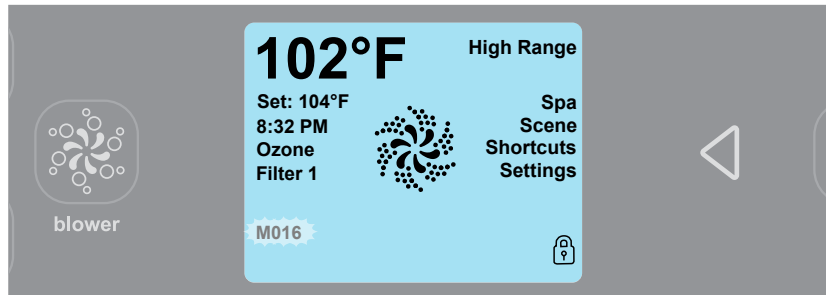 102°F
High Range
Set: 104°F
8:32 PM
Ozone
Filter 1
Spa
Scene
Shortcuts
Settings
M016
blower